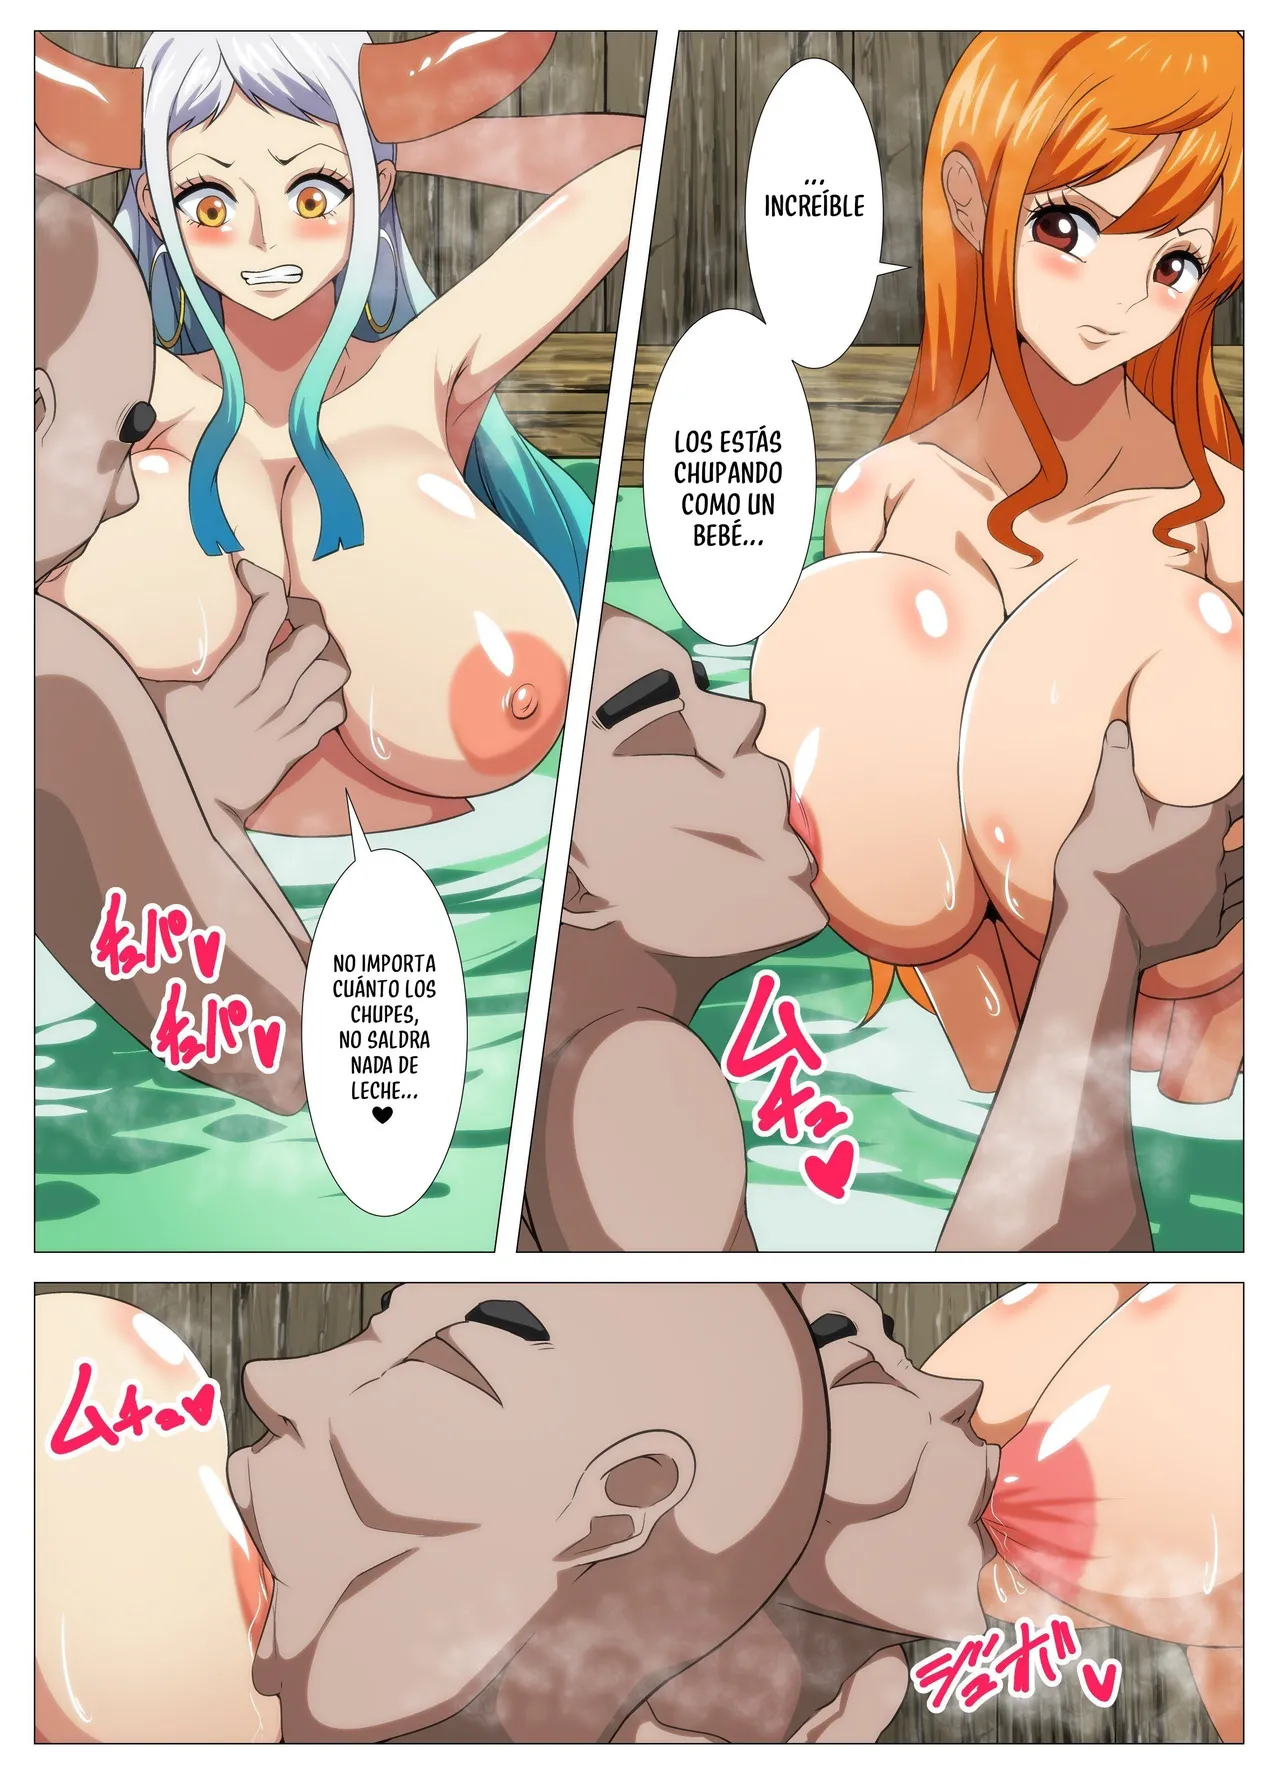 ...
INCREÍBLE
LOS ESTÁS
CHUPANDO
COMO UN
BEBÉ...
NO IMPORTA
CUÁNTO LOS
CHUPES,
NO SALDRA
NADA DE
LECHE...
♥
チュパ♥
チュパ♥
ムチュ♥
ムチュ♥
ジュボ♥